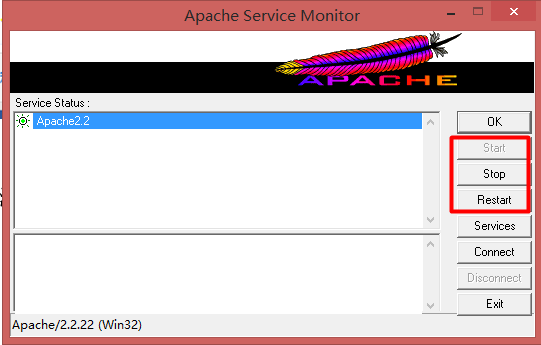 Apache Service Monitor
APACHE
Service Status :
Apache2.2
OK
Start
Stop
Restart
Services
Connect
Disconnect
Exit
Apache/2.2.22 (Win32)